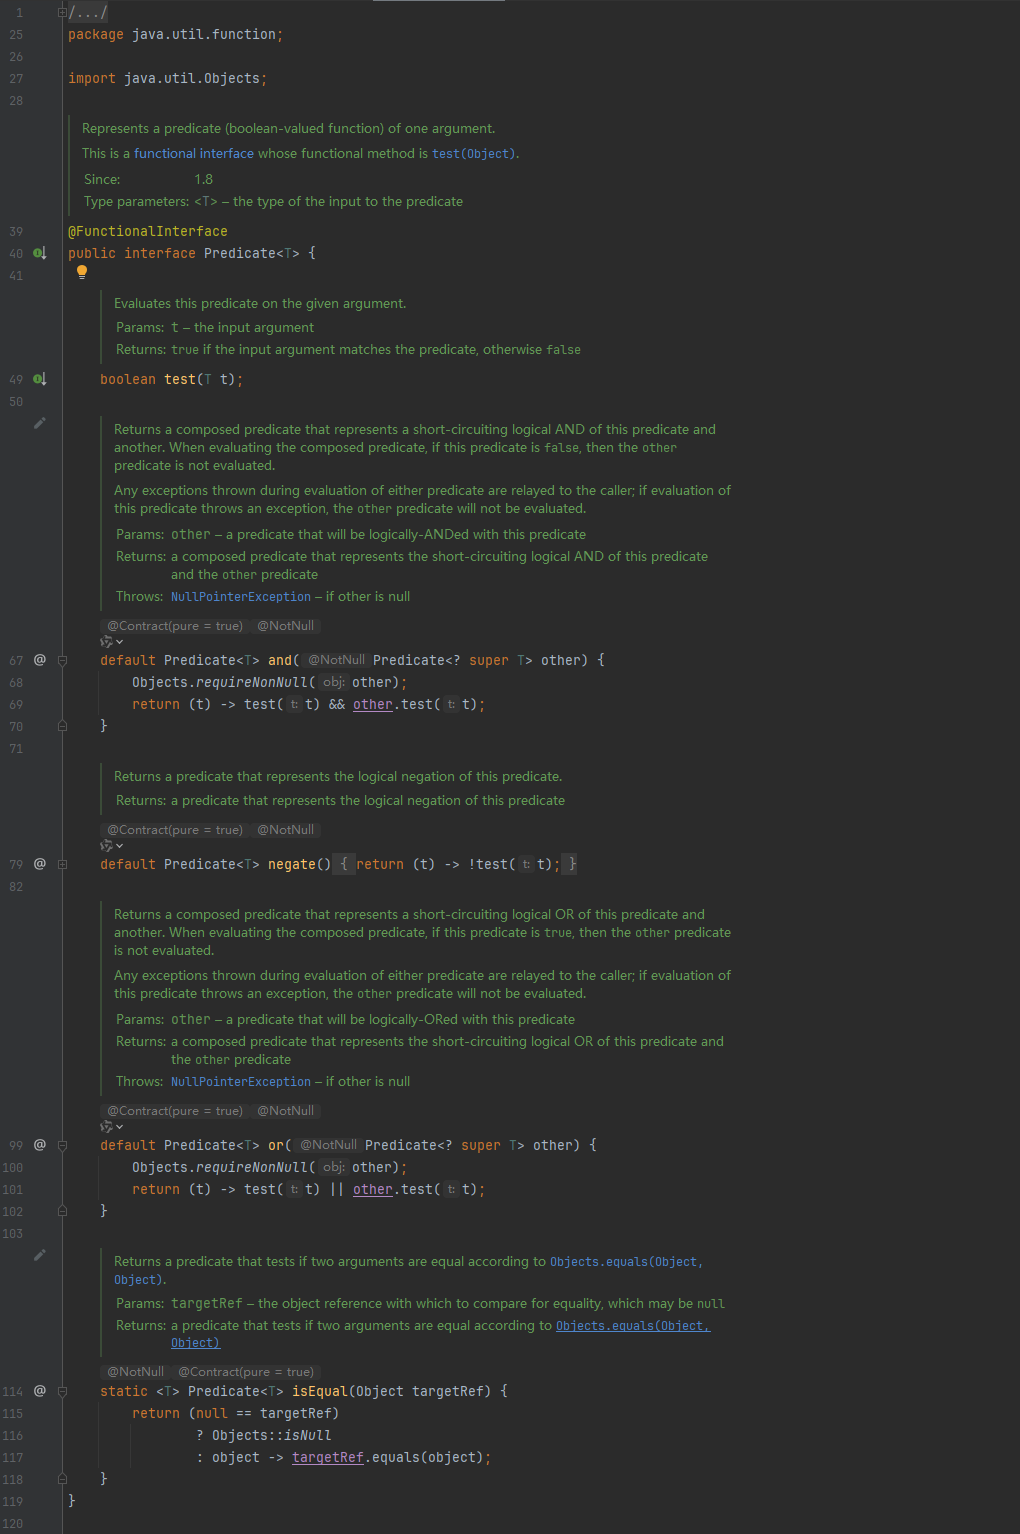 1 /.../
25 package java.util.function;
26
27 import java.util.Objects;
28
Represents a predicate (boolean-valued function) of one argument.
This is a functional interface whose functional method is test(Object).
Since: 1.8
Type parameters: <T> – the type of the input to the predicate
39 @FunctionalInterface
40 public interface Predicate<T> {
41
Evaluates this predicate on the given argument.
Params: t – the input argument
Returns: true if the input argument matches the predicate, otherwise false
49 boolean test(T t);
50
Returns a composed predicate that represents a short-circuiting logical AND of this predicate and
another. When evaluating the composed predicate, if this predicate is false, then the other
predicate is not evaluated.
Any exceptions thrown during evaluation of either predicate are relayed to the caller; if evaluation of
this predicate throws an exception, the other predicate will not be evaluated.
Params: other – a predicate that will be logically-ANDed with this predicate
Returns: a composed predicate that represents the short-circuiting logical AND of this predicate
and the other predicate
Throws: NullPointerException – if other is null
@Contract(pure = true) @NotNull
67 @ default Predicate<T> and( @NotNull Predicate<? super T> other) {
68 Objects.requireNonNull( obj: other);
69 return (t) -> test( t: t) && other.test( t: t);
70 }
71
Returns a predicate that represents the logical negation of this predicate.
Returns: a predicate that represents the logical negation of this predicate
@Contract(pure = true) @NotNull
79 @ default Predicate<T> negate() { return (t) -> !test( t: t); }
82
Returns a composed predicate that represents a short-circuiting logical OR of this predicate and
another. When evaluating the composed predicate, if this predicate is true, then the other predicate
is not evaluated.
Any exceptions thrown during evaluation of either predicate are relayed to the caller; if evaluation of
this predicate throws an exception, the other predicate will not be evaluated.
Params: other – a predicate that will be logically-ORed with this predicate
Returns: a composed predicate that represents the short-circuiting logical OR of this predicate and
the other predicate
Throws: NullPointerException – if other is null
@Contract(pure = true) @NotNull
99 @ default Predicate<T> or( @NotNull Predicate<? super T> other) {
100 Objects.requireNonNull( obj: other);
101 return (t) -> test( t: t) || other.test( t: t);
102 }
103
Returns a predicate that tests if two arguments are equal according to Objects.equals(Object,
Object).
Params: targetRef – the object reference with which to compare for equality, which may be null
Returns: a predicate that tests if two arguments are equal according to Objects.equals(Object,
Object)
@NotNull @Contract(pure = true)
114 @ static <T> Predicate<T> isEqual(Object targetRef) {
115 return (null == targetRef)
116 ? Objects::isNull
117 : object -> targetRef.equals(object);
118 }
119 }
120